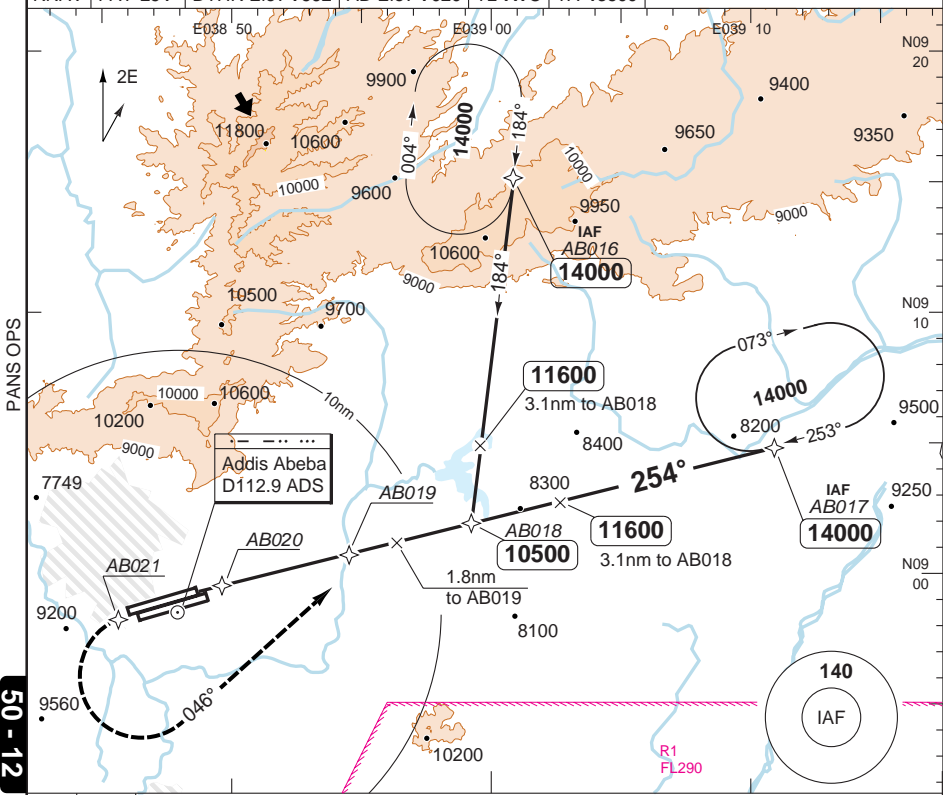 E038 50
E039 00
E039 10
N09
20
2E
9900
9400
11800
10600
004°
14000
184°
9650
9350
10000
10000
9600
9950
9000
IAF
AB016
14000
10600
184°
9000
10500
9700
N09
10
PANS OPS
073°
11600
3.1nm to AB018
14000
10000
10600
10nm
10200
9500
253°
8200
8400
9000
Addis Abeba
D112.9 ADS
254°
7749
AB019
8300
IAF
AB017
14000
9250
AB018
10500
11600
3.1nm to AB018
AB020
AB021
1.8nm
to AB019
N09
00
9200
8100
046°
9560
140
IAF
10200
R1
FL290
50 - 12